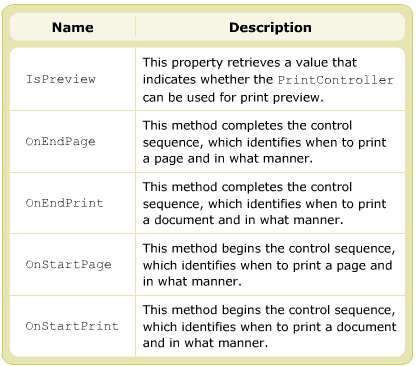 Name Description
This property retrieves a value that
IsPreview indicates whether the PrintController
can be used for print preview.
This method completes the control
OnEndPage sequence, which identifies when to print
a page and in what manner.
This method completes the control
OnEndPrint sequence, which identifies when to print
a document and in what manner.
This method begins the control sequence,
OnStartPage which identifies when to print a page and
in what manner.
This method begins the control sequence,
OnStartPrint which identifies when to print a document
and in what manner.